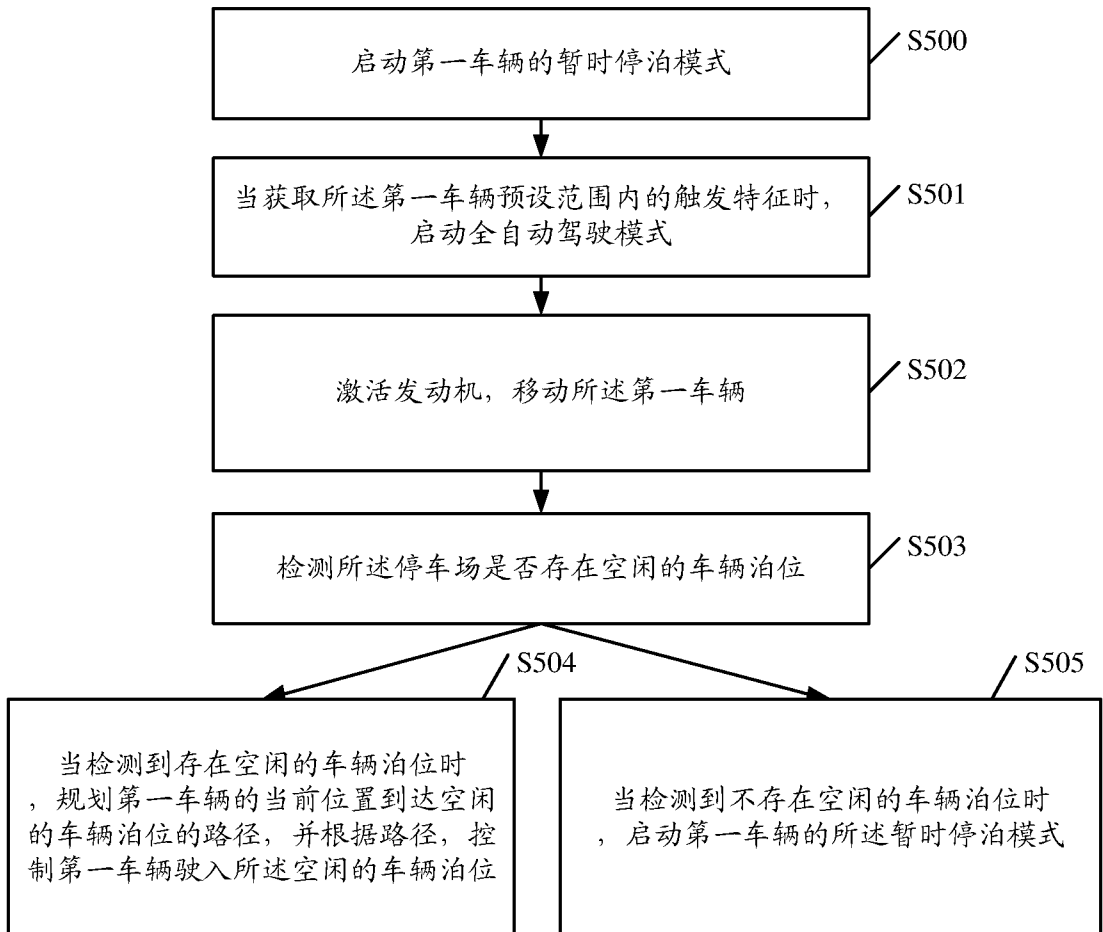 启动第一车辆的暂时停泊模式
S500
当获取所述第一车辆预设范围内的触发特征时，
启动全自动驾驶模式
S501
激活发动机，移动所述第一车辆
S502
检测所述停车场是否存在空闲的车辆泊位
S503
S504
当检测到存在空闲的车辆泊位时
，规划第一车辆的当前位置到达空闲
的车辆泊位的路径，并根据路径，控
制第一车辆驶入所述空闲的车辆泊位
S505
当检测到不存在空闲的车辆泊位时
，启动第一车辆的所述暂时停泊模式